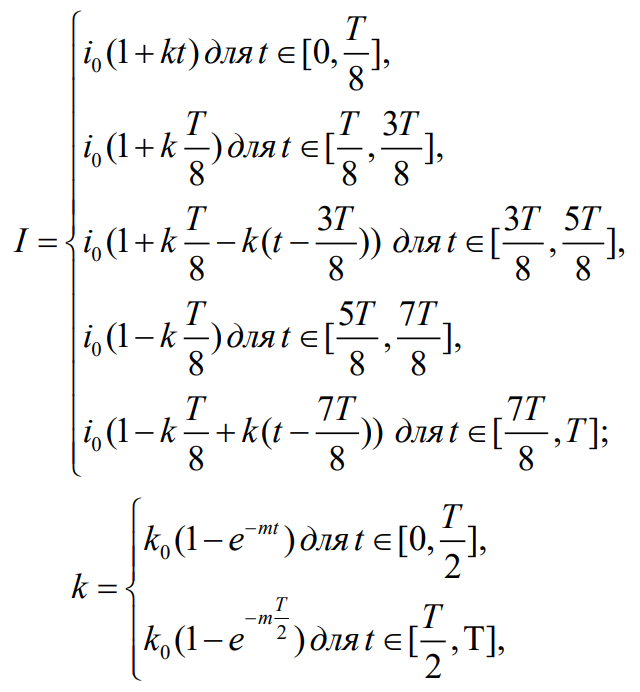 i₀(1+kt) для t ∈ [0, T/8],
i₀(1+k T/8) для t ∈ [T/8, 3T/8],
I = { i₀(1+k T/8 − k(t − 3T/8)) для t ∈ [3T/8, 5T/8],
i₀(1−k T/8) для t ∈ [5T/8, 7T/8],
i₀(1−k T/8 + k(t − 7T/8)) для t ∈ [7T/8, T];
k = { k₀(1−e^(−mt)) для t ∈ [0, T/2],
k₀(1−e^(−m T/2)) для t ∈ [T/2, T],